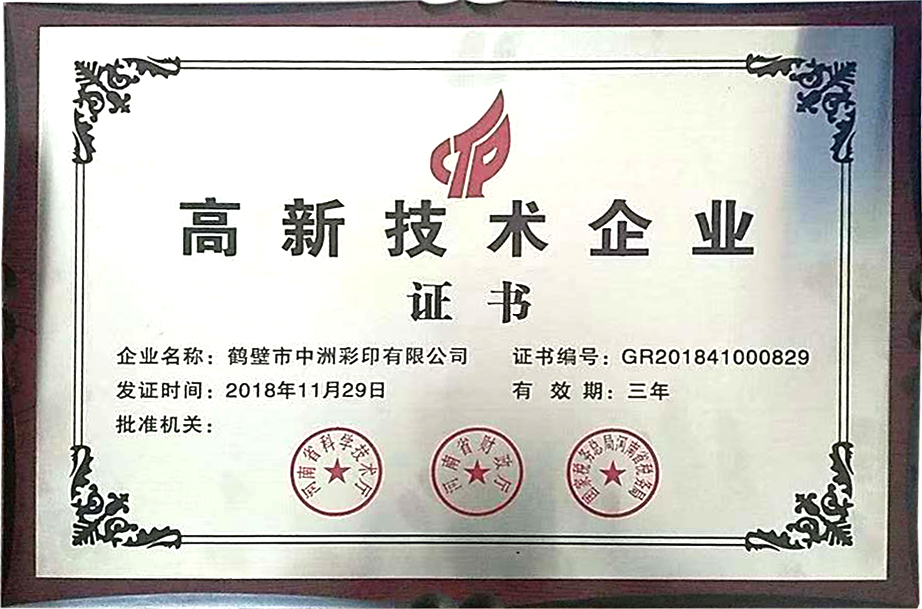 CTP
高新技术企业
证书
企业名称：鹤壁市中洲彩印有限公司
证书编号：GR201841000829
发证时间：2018年11月29日
有 效 期：三年
批准机关：
河南省科学技术厅
河南省财政厅
国家税务总局河南省税务局